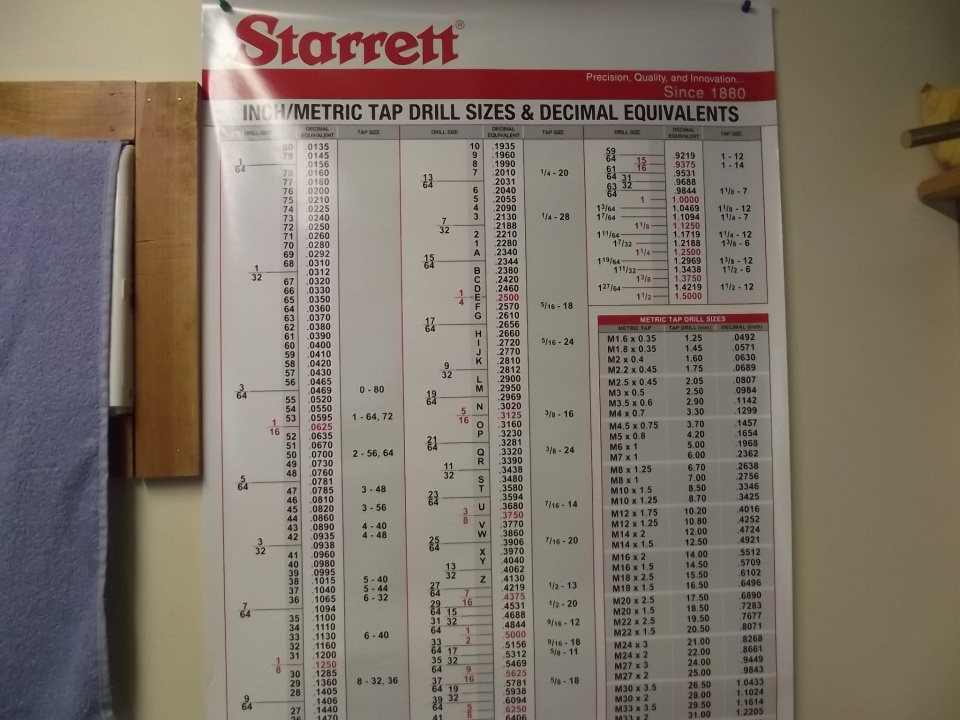 Starrett®
Precision, Quality, and Innovation...
Since 1880
INCH/METRIC TAP DRILL SIZES & DECIMAL EQUIVALENTS
DRILL SIZE DECIMAL EQUIVALENT TAP SIZE
80 .0135
79 .0145
1/64 .0156
78 .0160
77 .0180
76 .0200
75 .0210
74 .0225
73 .0240
72 .0250
71 .0260
70 .0280
69 .0292
68 .0310
1/32 .0312
67 .0320
66 .0330
65 .0350
64 .0360
63 .0370
62 .0380
61 .0390
60 .0400
59 .0410
58 .0420
57 .0430
56 .0465
3/64 .0469 0 - 80
55 .0520
54 .0550
53 .0595 1 - 64, 72
1/16 .0625
52 .0635
51 .0670
50 .0700 2 - 56, 64
49 .0730
48 .0760
5/64 .0781
47 .0785 3 - 48
46 .0810
45 .0820 3 - 56
44 .0860
43 .0890 4 - 40
42 .0935 4 - 48
3/32 .0938
41 .0960
40 .0980
39 .0995
38 .1015 5 - 40
37 .1040 5 - 44
36 .1065 6 - 32
7/64 .1094
35 .1100
34 .1110
33 .1130 6 - 40
32 .1160
31 .1200
1/8 .1250
30 .1285
29 .1360 8 - 32, 36
28 .1405
9/64 .1406
27 .1440
26 .1470
DRILL SIZE DECIMAL EQUIVALENT TAP SIZE
10 .1935
9 .1960
8 .1990
7 .2010 1/4 - 20
13/64 .2031
6 .2040
5 .2055
4 .2090
3 .2130 1/4 - 28
7/32 .2188
2 .2210
1 .2280
A .2340
15/64 .2344
B .2380
C .2420
D .2460
1/4 E .2500
F .2570 5/16 - 18
G .2610
17/64 .2656
H .2660
I .2720 5/16 - 24
J .2770
K .2810
9/32 .2812
L .2900
M .2950
19/64 .2969
N .3020
5/16 .3125 3/8 - 16
O .3160
P .3230
21/64 .3281
Q .3320 3/8 - 24
R .3390
11/32 .3438
S .3480
T .3580
23/64 .3594
U .3680 7/16 - 14
3/8 .3750
V .3770
W .3860
25/64 .3906 7/16 - 20
X .3970
Y .4040
13/32 .4062
Z .4130
27/64 .4219 1/2 - 13
7/16 .4375
29/64 .4531 1/2 - 20
15/32 .4688
31/64 .4844 9/16 - 12
1/2 .5000
33/64 .5156 9/16 - 18
17/32 .5312 5/8 - 11
35/64 .5469
9/16 .5625
37/64 .5781 5/8 - 18
19/32 .5938
39/64 .6094
5/8 .6250
41 .6406
DRILL SIZE DECIMAL EQUIVALENT TAP SIZE
59/64 .9219 1 - 12
15/16 .9375 1 - 14
61/64 .9531
31/32 .9688
63/64 .9844 1 1/8 - 7
1 1.0000
1 3/64 1.0469 1 1/8 - 12
1 7/64 1.1094 1 1/4 - 7
1 1/8 1.1250
1 11/64 1.1719 1 1/4 - 12
1 7/32 1.2188 1 3/8 - 6
1 1/4 1.2500
1 19/64 1.2969 1 3/8 - 12
1 11/32 1.3438 1 1/2 - 6
1 3/8 1.3750
1 27/64 1.4219 1 1/2 - 12
1 1/2 1.5000
METRIC TAP DRILL SIZES
METRIC TAP TAP DRILL (mm) DECIMAL (Inch)
M1.6 x 0.35 1.25 .0492
M1.8 x 0.35 1.45 .0571
M2 x 0.4 1.60 .0630
M2.2 x 0.45 1.75 .0689
M2.5 x 0.45 2.05 .0807
M3 x 0.5 2.50 .0984
M3.5 x 0.6 2.90 .1142
M4 x 0.7 3.30 .1299
M4.5 x 0.75 3.70 .1457
M5 x 0.8 4.20 .1654
M6 x 1 5.00 .1968
M7 x 1 6.00 .2362
M8 x 1.25 6.70 .2638
M8 x 1 7.00 .2756
M10 x 1.5 8.50 .3346
M10 x 1.25 8.70 .3425
M12 x 1.75 10.20 .4016
M12 x 1.25 10.80 .4252
M14 x 2 12.00 .4724
M14 x 1.5 12.50 .4921
M16 x 2 14.00 .5512
M16 x 1.5 14.50 .5709
M18 x 2.5 15.50 .6102
M18 x 1.5 16.50 .6496
M20 x 2.5 17.50 .6890
M20 x 1.5 18.50 .7283
M22 x 2.5 19.50 .7677
M22 x 1.5 20.50 .8071
M24 x 3 21.00 .8268
M24 x 2 22.00 .8661
M27 x 3 24.00 .9449
M27 x 2 25.00 .9843
M30 x 3.5 26.50 1.0433
M30 x 2 28.00 1.1024
M33 x 3.5 29.50 1.1614
M33 x 2 31.00 1.2205